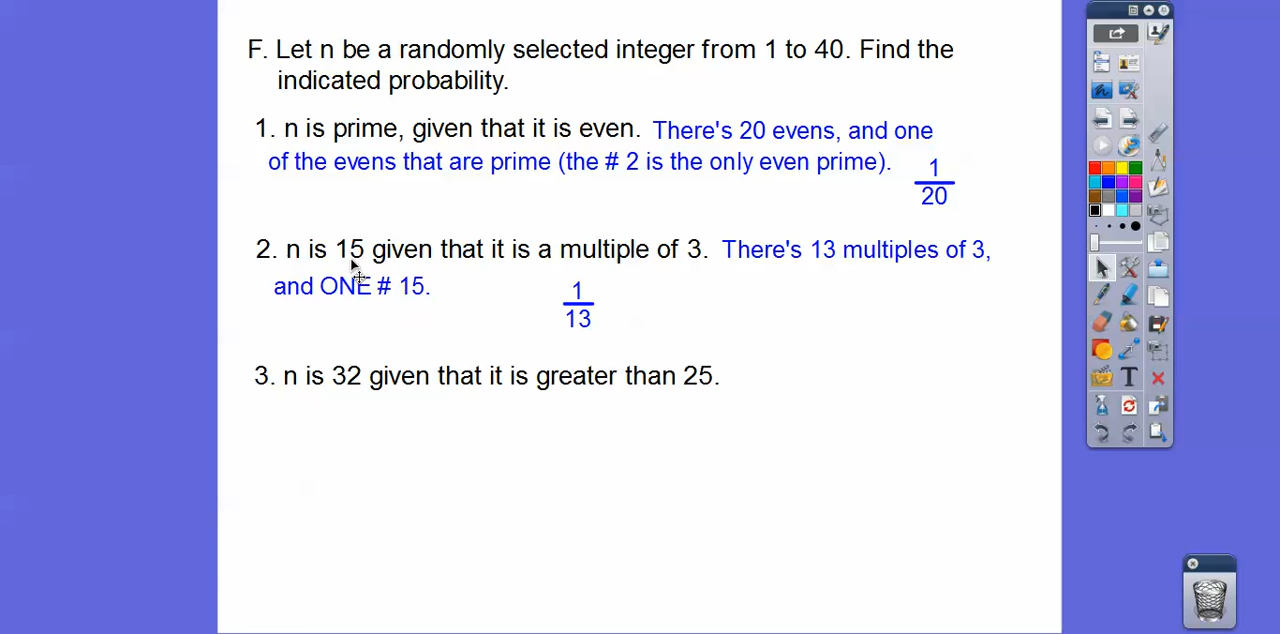 F. Let n be a randomly selected integer from 1 to 40. Find the
indicated probability.
1. n is prime, given that it is even. There's 20 evens, and one
of the evens that are prime (the # 2 is the only even prime).
1
20
2. n is 15 given that it is a multiple of 3. There's 13 multiples of 3,
and ONE # 15.
1
13
3. n is 32 given that it is greater than 25.